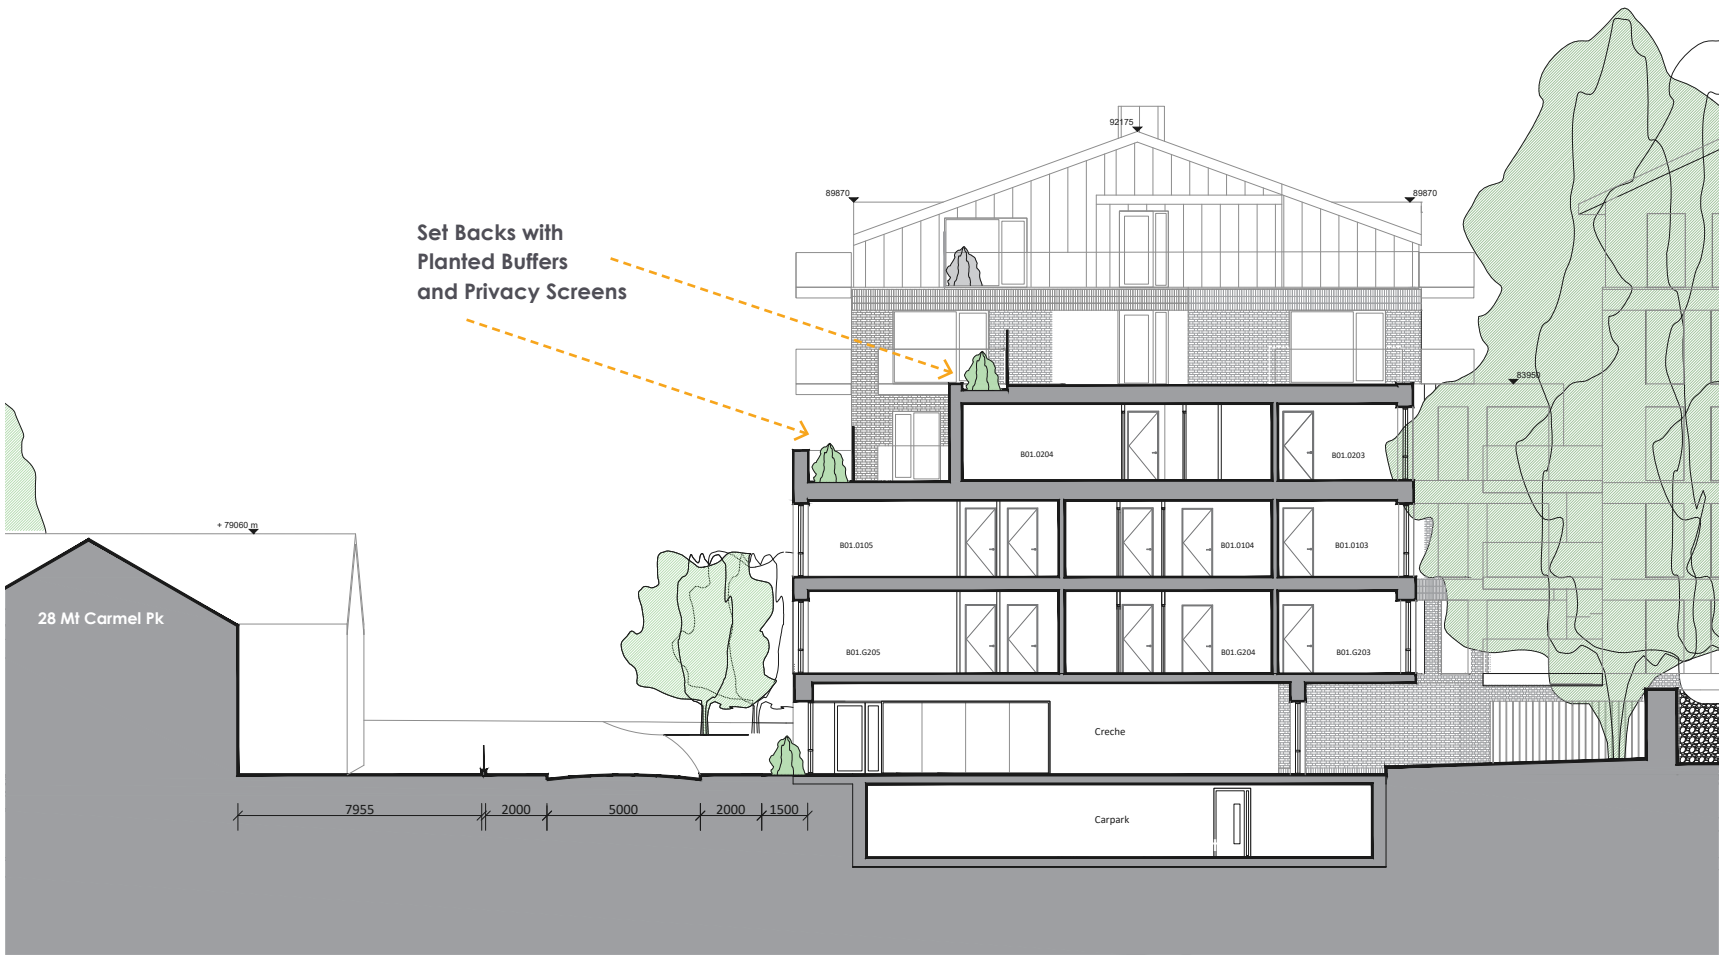 92175
89870
89870
Set Backs with
Planted Buffers
and Privacy Screens
83950
B01.0204
B01.0203
+ 79060 m
B01.0105
B01.0104
B01.0103
28 Mt Carmel Pk
B01.G205
B01.G204
B01.G203
Creche
7955
2000
5000
2000
1500
Carpark